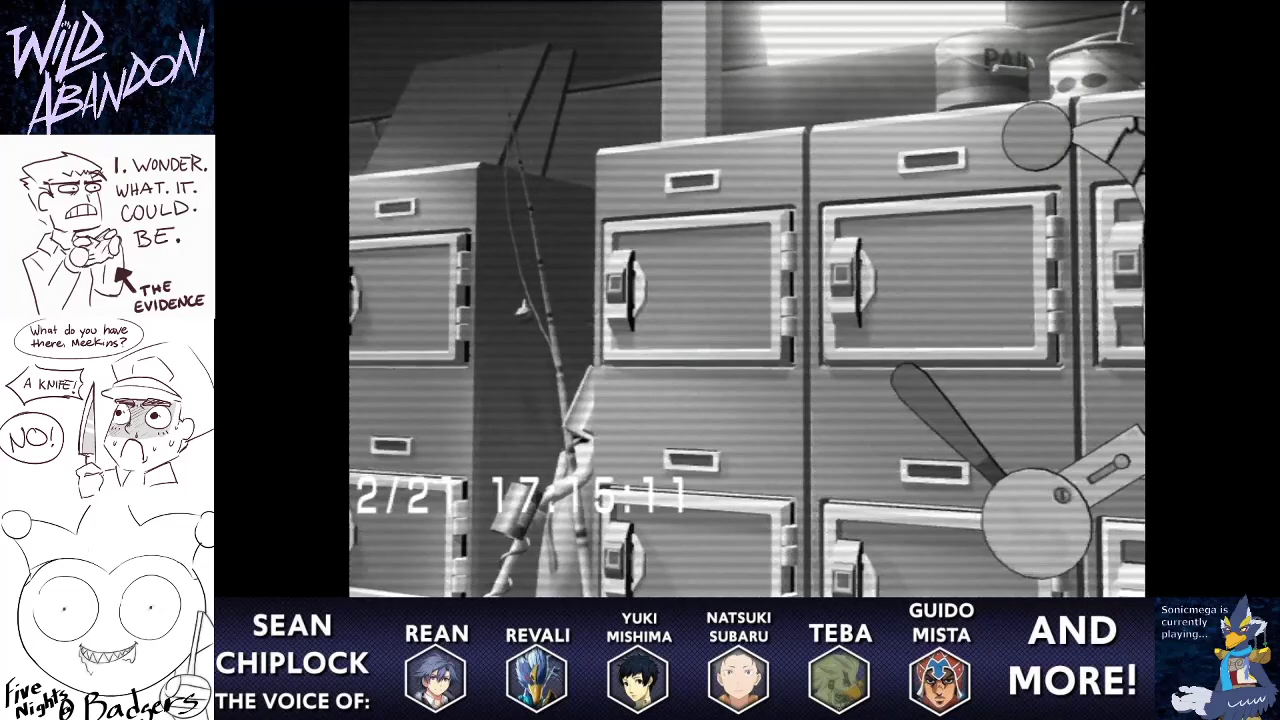 WILD
ABANDON
I. WONDER.
WHAT. IT.
COULD.
BE.
THE
EVIDENCE
What do you have
there, Meekins?
A KNIFE!
NO!
Five
Nights
@ Badgers
2/21 17:15:11
SEAN
CHIPLOCK
THE VOICE OF:
REAN
REVALI
YUKI
MISHIMA
NATSUKI
SUBARU
TEBA
GUIDO
MISTA
AND
MORE!
Sonicmega is
currently
playing...